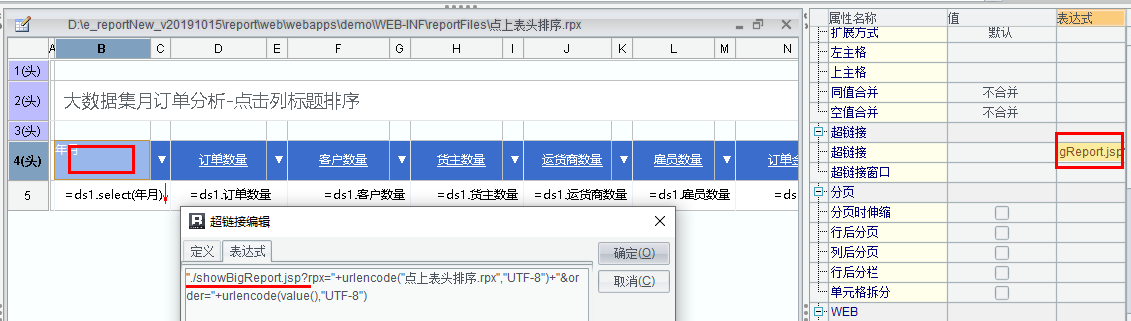 D:\e_reportNew_v20191015\report\web\webapps\demo\WEB-INF\reportFiles\点上表头排序.rpx
A B C D E F G H I J K L M N
1(头)
2(头) 大数据集月订单分析-点击列标题排序
3(头)
4(头) 年月 ▼ 订单数量 ▼ 客户数量 ▼ 货主数量 ▼ 运货商数量 ▼ 雇员数量 ▼ 订单金
5 =ds1.select(年月) =ds1.订单数量 =ds1.客户数量 =ds1.货主数量 =ds1.运货商数量 =ds1.雇员数量 =ds
超链接编辑
定义 表达式
"./showBigReport.jsp?rpx="+urlencode("点上表头排序.rpx","UTF-8")+"&or
der="+urlencode(value(),"UTF-8")
确定(O)
取消(C)
属性名称 值 表达式
扩展方式 默认
左主格
上主格
同值合并 不合并
空值合并 不合并
超链接
超链接 gReport.jsp
超链接窗口
分页
分页时伸缩
行后分页
列后分页
行后分栏
单元格拆分
WEB